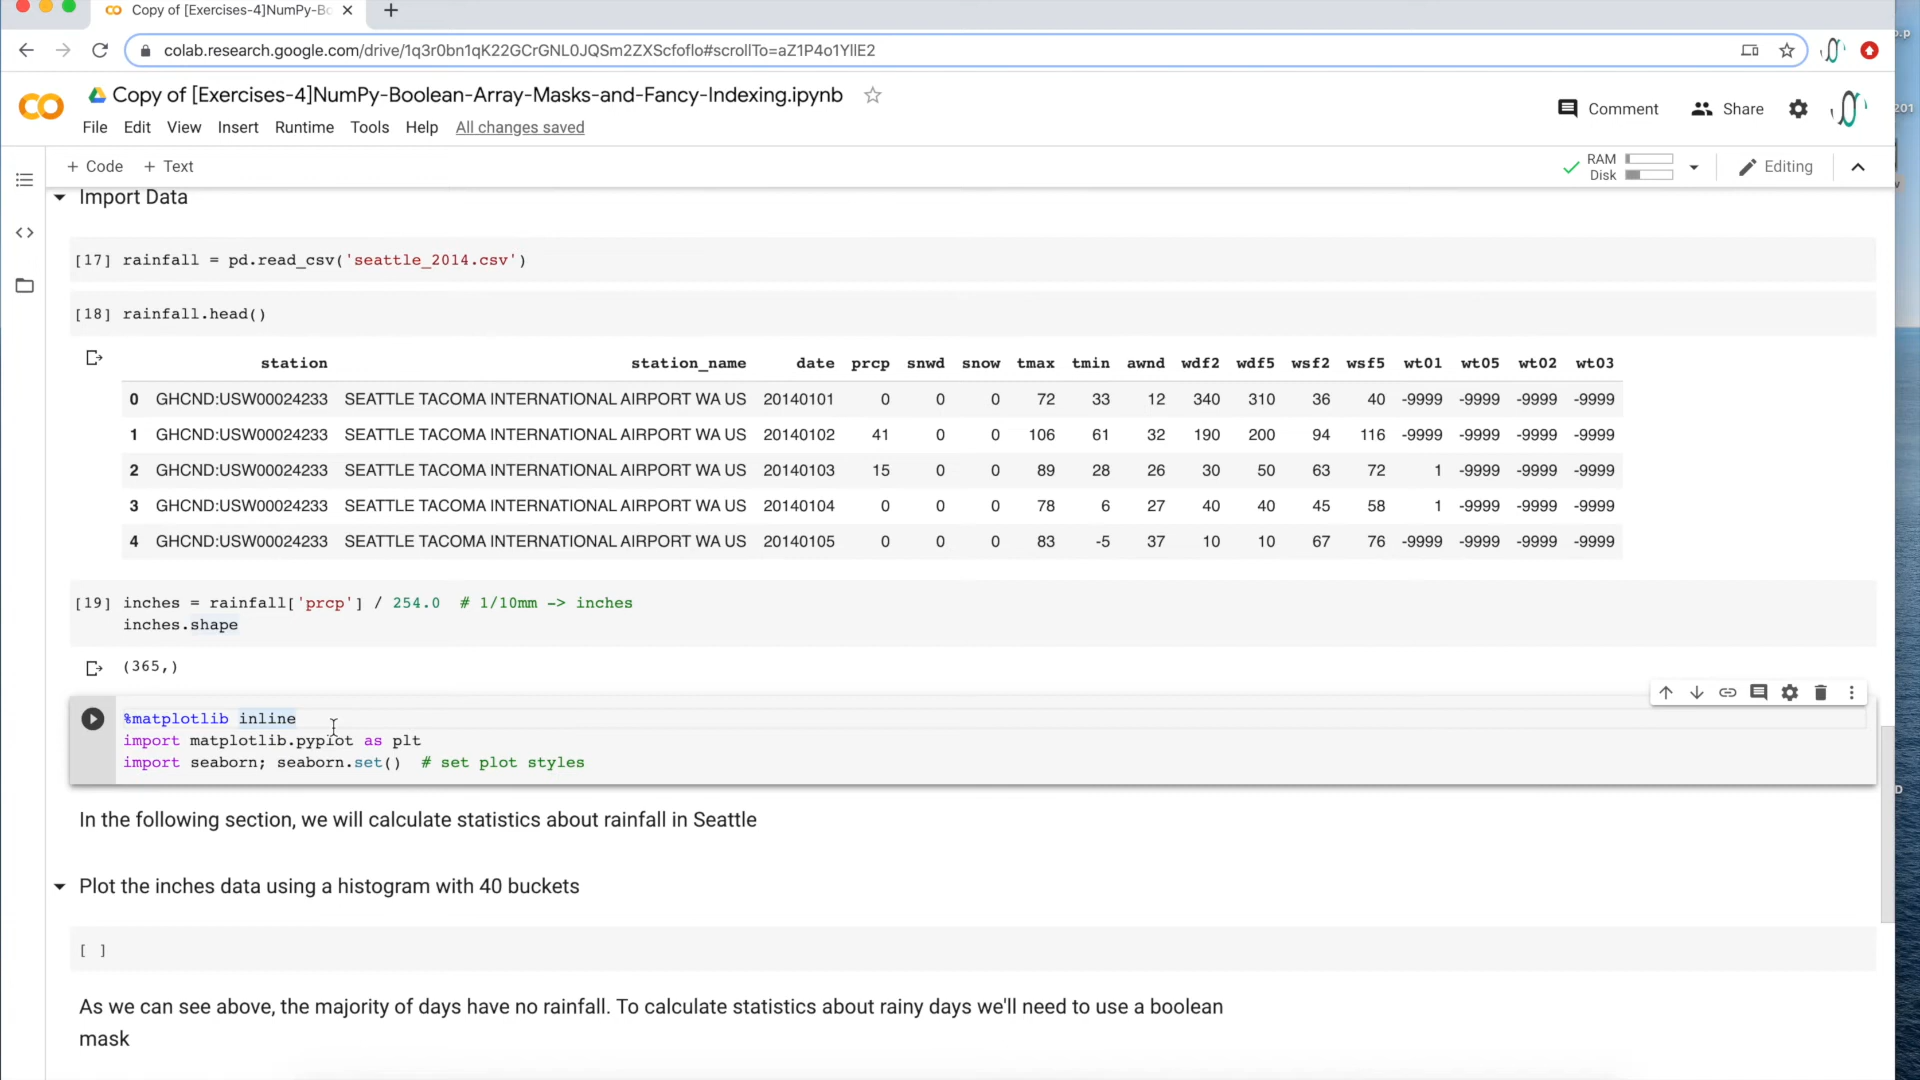 Copy of [Exercises-4]NumPy-Bo
colab.research.google.com/drive/1q3r0bn1qK22GCrGNL0JQSm2ZXScfoflo#scrollTo=aZ1P4o1YllE2
Copy of [Exercises-4]NumPy-Boolean-Array-Masks-and-Fancy-Indexing.ipynb
Comment Share
File Edit View Insert Runtime Tools Help All changes saved
+ Code + Text
RAM
Disk
Editing
Import Data
[17] rainfall = pd.read_csv('seattle_2014.csv')
[18] rainfall.head()
station station_name date prcp snwd snow tmax tmin awnd wdf2 wdf5 wsf2 wsf5 wt01 wt05 wt02 wt03
0 GHCND:USW00024233 SEATTLE TACOMA INTERNATIONAL AIRPORT WA US 20140101 0 0 0 72 33 12 340 310 36 40 -9999 -9999 -9999 -9999
1 GHCND:USW00024233 SEATTLE TACOMA INTERNATIONAL AIRPORT WA US 20140102 41 0 0 106 61 32 190 200 94 116 -9999 -9999 -9999 -9999
2 GHCND:USW00024233 SEATTLE TACOMA INTERNATIONAL AIRPORT WA US 20140103 15 0 0 89 28 26 30 50 63 72 1 -9999 -9999 -9999
3 GHCND:USW00024233 SEATTLE TACOMA INTERNATIONAL AIRPORT WA US 20140104 0 0 0 78 6 27 40 40 45 58 1 -9999 -9999 -9999
4 GHCND:USW00024233 SEATTLE TACOMA INTERNATIONAL AIRPORT WA US 20140105 0 0 0 83 -5 37 10 10 67 76 -9999 -9999 -9999 -9999
[19] inches = rainfall['prcp'] / 254.0 # 1/10mm -> inches
inches.shape
(365,)
%matplotlib inline
import matplotlib.pyplot as plt
import seaborn; seaborn.set() # set plot styles
In the following section, we will calculate statistics about rainfall in Seattle
Plot the inches data using a histogram with 40 buckets
[ ]
As we can see above, the majority of days have no rainfall. To calculate statistics about rainy days we'll need to use a boolean
mask